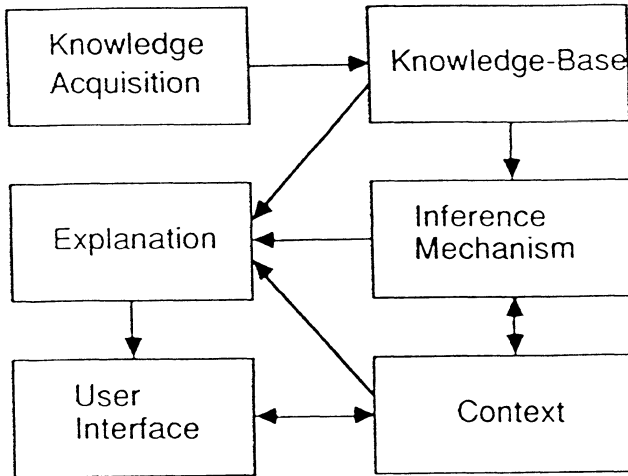 Knowledge
Acquisition
Knowledge-Base
Explanation
Inference
Mechanism
User
Interface
Context